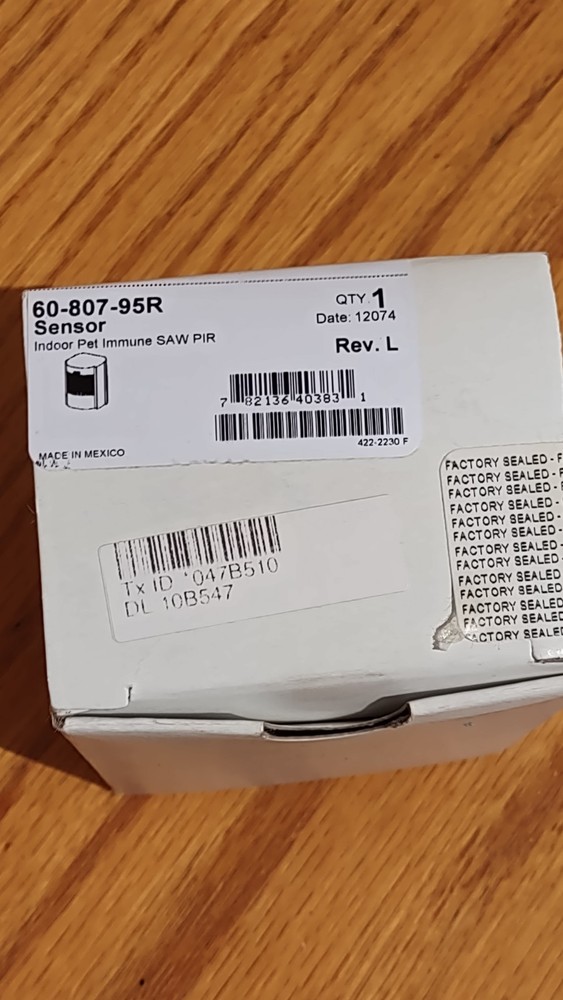 60-807-95R
Sensor
Indoor Pet Immune SAW PIR
QTY. 1
Date: 12074
Rev. L
7 82136 40383 1
422-2230 F
MADE IN MEXICO
Tx ID *047B510
DL 10B547
FACTORY SEALED - F
FACTORY SEALED - F
FACTORY SEALED - F
FACTORY SEALED -
FACTORY SEALED -
FACTORY SEALED -
FACTORY SEALED -
FACTORY SEALED
FACTORY SEALED
FACTORY SEALED
FACTORY SEALED
FACTORY SEALED
FACTORY SEALED